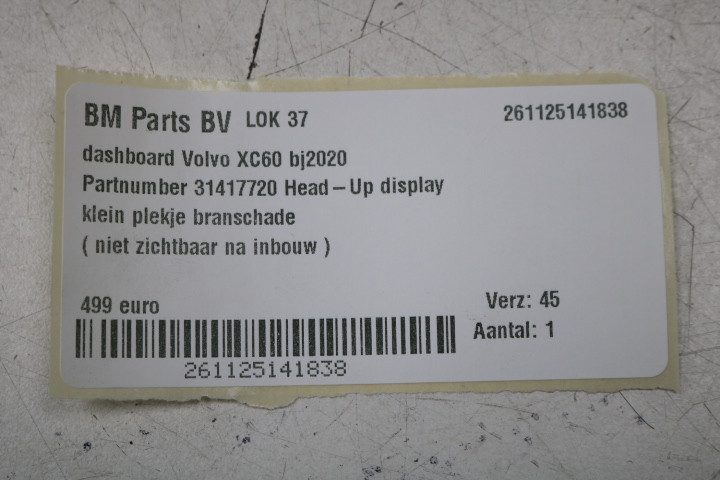 BM Parts BV LOK 37 261125141838
dashboard Volvo XC60 bj2020
Partnumber 31417720 Head-Up display
klein plekje branschade
( niet zichtbaar na inbouw )
499 euro Verz: 45
Aantal: 1
261125141838